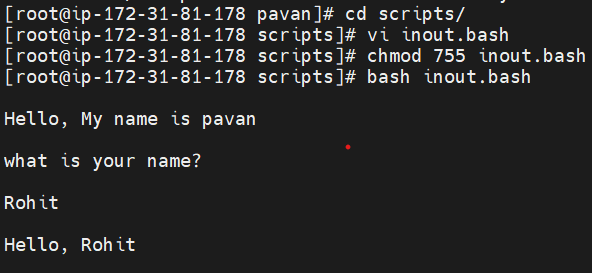 [root@ip-172-31-81-178 pavan]# cd scripts/
[root@ip-172-31-81-178 scripts]# vi inout.bash
[root@ip-172-31-81-178 scripts]# chmod 755 inout.bash
[root@ip-172-31-81-178 scripts]# bash inout.bash
Hello, My name is pavan
what is your name?
Rohit
Hello, Rohit